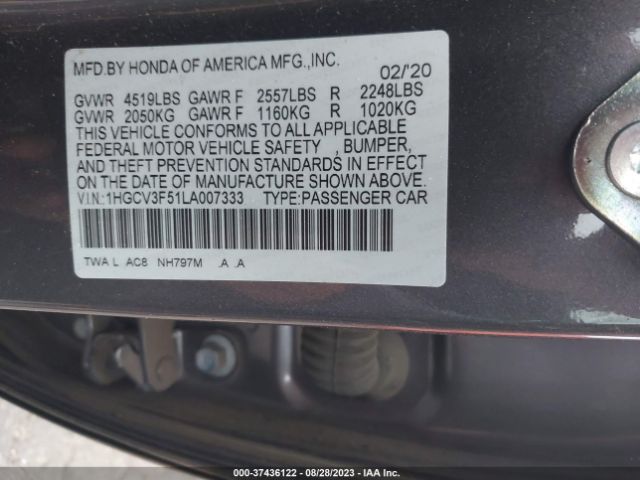 MFD.BY HONDA OF AMERICA MFG.,INC.
02/'20
GVWR 4519LBS GAWR F 2557LBS R 2248LBS
GVWR 2050KG GAWR F 1160KG R 1020KG
THIS VEHICLE CONFORMS TO ALL APPLICABLE
FEDERAL MOTOR VEHICLE SAFETY , BUMPER,
AND THEFT PREVENTION STANDARDS IN EFFECT
ON THE DATE OF MANUFACTURE SHOWN ABOVE.
V.I.N.:1HGCV3F51LA007333 TYPE:PASSENGER CAR
TWA L AC8 NH797M .A .A
000-37436122 | 08/28/2023 | IAA Inc.